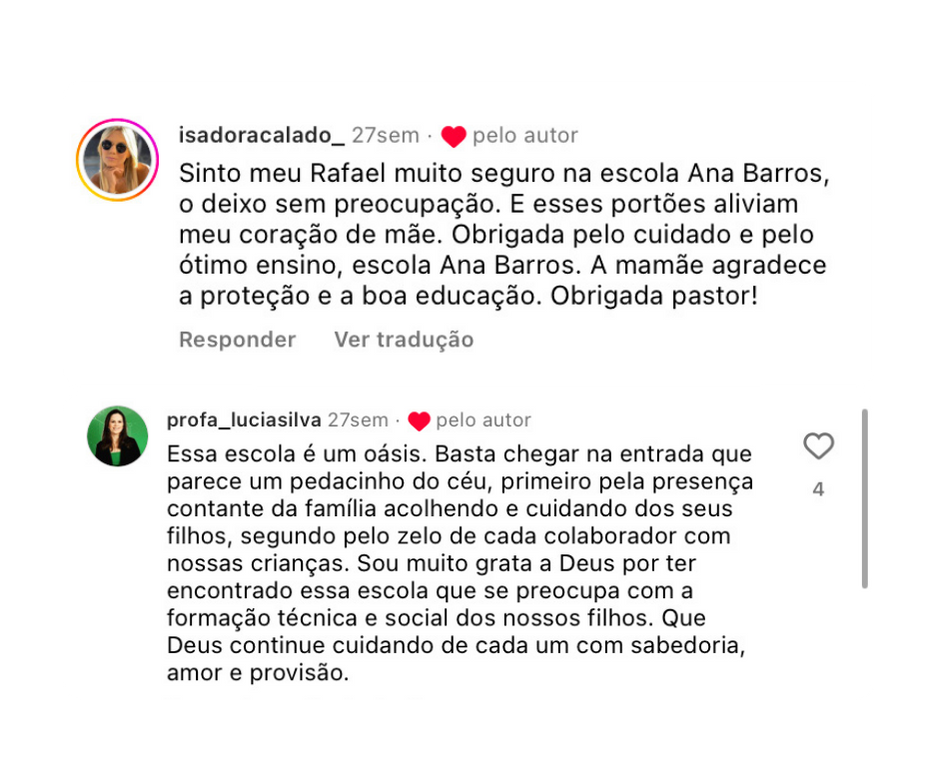 isadoracalado_ 27sem · ❤ pelo autor
Sinto meu Rafael muito seguro na escola Ana Barros,
o deixo sem preocupação. E esses portões aliviam
meu coração de mãe. Obrigada pelo cuidado e pelo
ótimo ensino, escola Ana Barros. A mamãe agradece
a proteção e a boa educação. Obrigada pastor!
Responder Ver tradução
profa_luciasilva 27sem · ❤ pelo autor
Essa escola é um oásis. Basta chegar na entrada que
parece um pedacinho do céu, primeiro pela presença
contante da família acolhendo e cuidando dos seus
filhos, segundo pelo zelo de cada colaborador com
nossas crianças. Sou muito grata a Deus por ter
encontrado essa escola que se preocupa com a
formação técnica e social dos nossos filhos. Que
Deus continue cuidando de cada um com sabedoria,
amor e provisão.
4